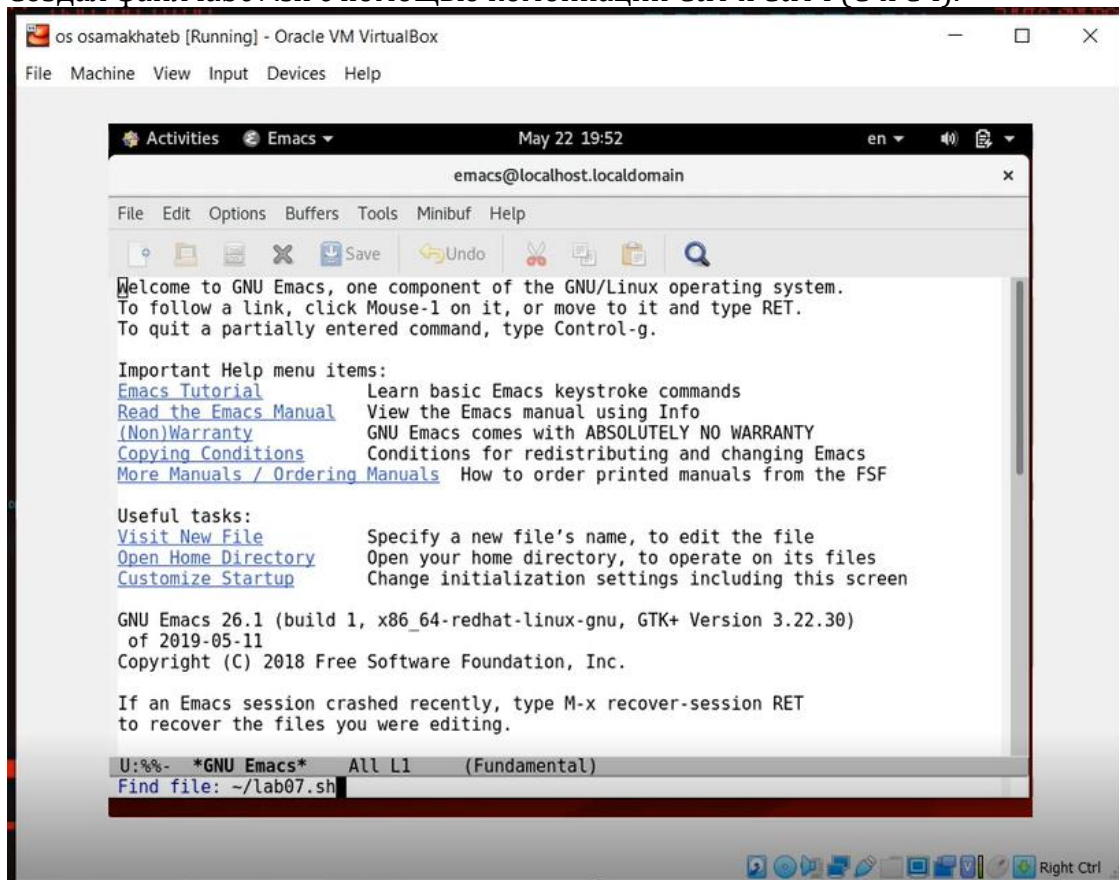 os osamakhateb [Running] - Oracle VM VirtualBox
File Machine View Input Devices Help
Activities Emacs May 22 19:52 en
emacs@localhost.localdomain
File Edit Options Buffers Tools Minibuf Help
Save Undo
Welcome to GNU Emacs, one component of the GNU/Linux operating system.
To follow a link, click Mouse-1 on it, or move to it and type RET.
To quit a partially entered command, type Control-g.
Important Help menu items:
Emacs Tutorial Learn basic Emacs keystroke commands
Read the Emacs Manual View the Emacs manual using Info
(Non)Warranty GNU Emacs comes with ABSOLUTELY NO WARRANTY
Copying Conditions Conditions for redistributing and changing Emacs
More Manuals / Ordering Manuals How to order printed manuals from the FSF
Useful tasks:
Visit New File Specify a new file's name, to edit the file
Open Home Directory Open your home directory, to operate on its files
Customize Startup Change initialization settings including this screen
GNU Emacs 26.1 (build 1, x86_64-redhat-linux-gnu, GTK+ Version 3.22.30)
of 2019-05-11
Copyright (C) 2018 Free Software Foundation, Inc.
If an Emacs session crashed recently, type M-x recover-session RET
to recover the files you were editing.
U:%%- *GNU Emacs* All L1 (Fundamental)
Find file: ~/lab07.sh
Right Ctrl